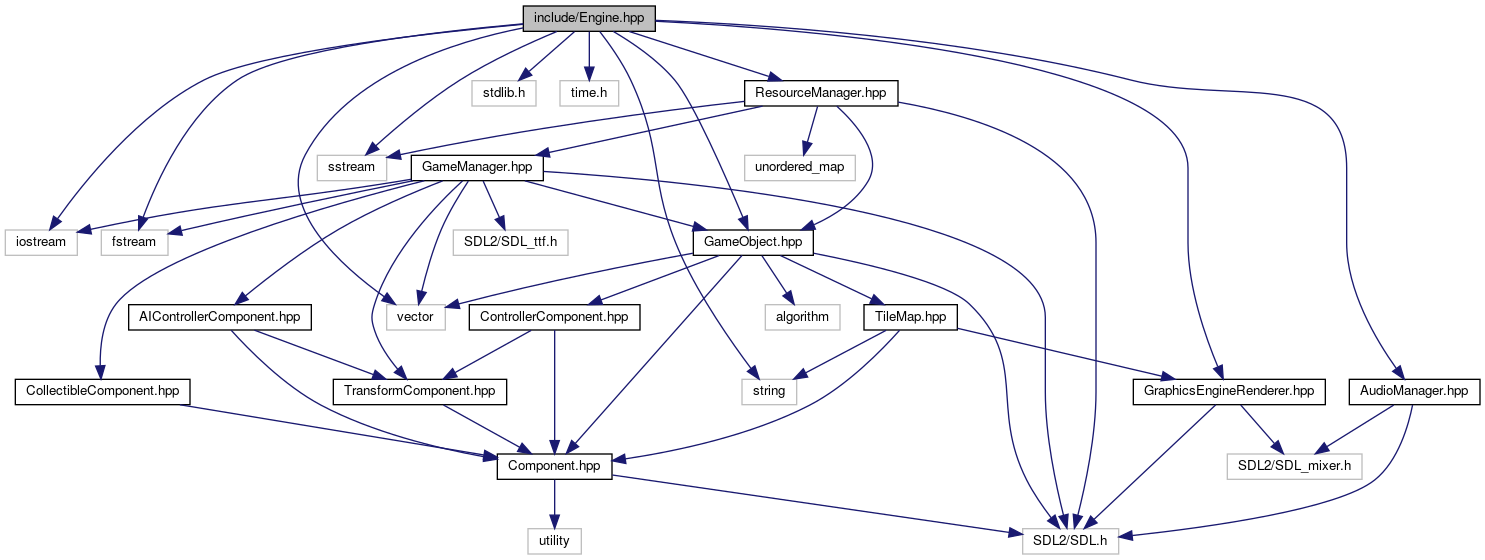 include/Engine.hpp
stdlib.h
time.h
ResourceManager.hpp
sstream
GameManager.hpp
unordered_map
iostream
fstream
SDL2/SDL_ttf.h
GameObject.hpp
AIControllerComponent.hpp
vector
ControllerComponent.hpp
algorithm
TileMap.hpp
CollectibleComponent.hpp
TransformComponent.hpp
string
GraphicsEngineRenderer.hpp
AudioManager.hpp
Component.hpp
SDL2/SDL_mixer.h
utility
SDL2/SDL.h